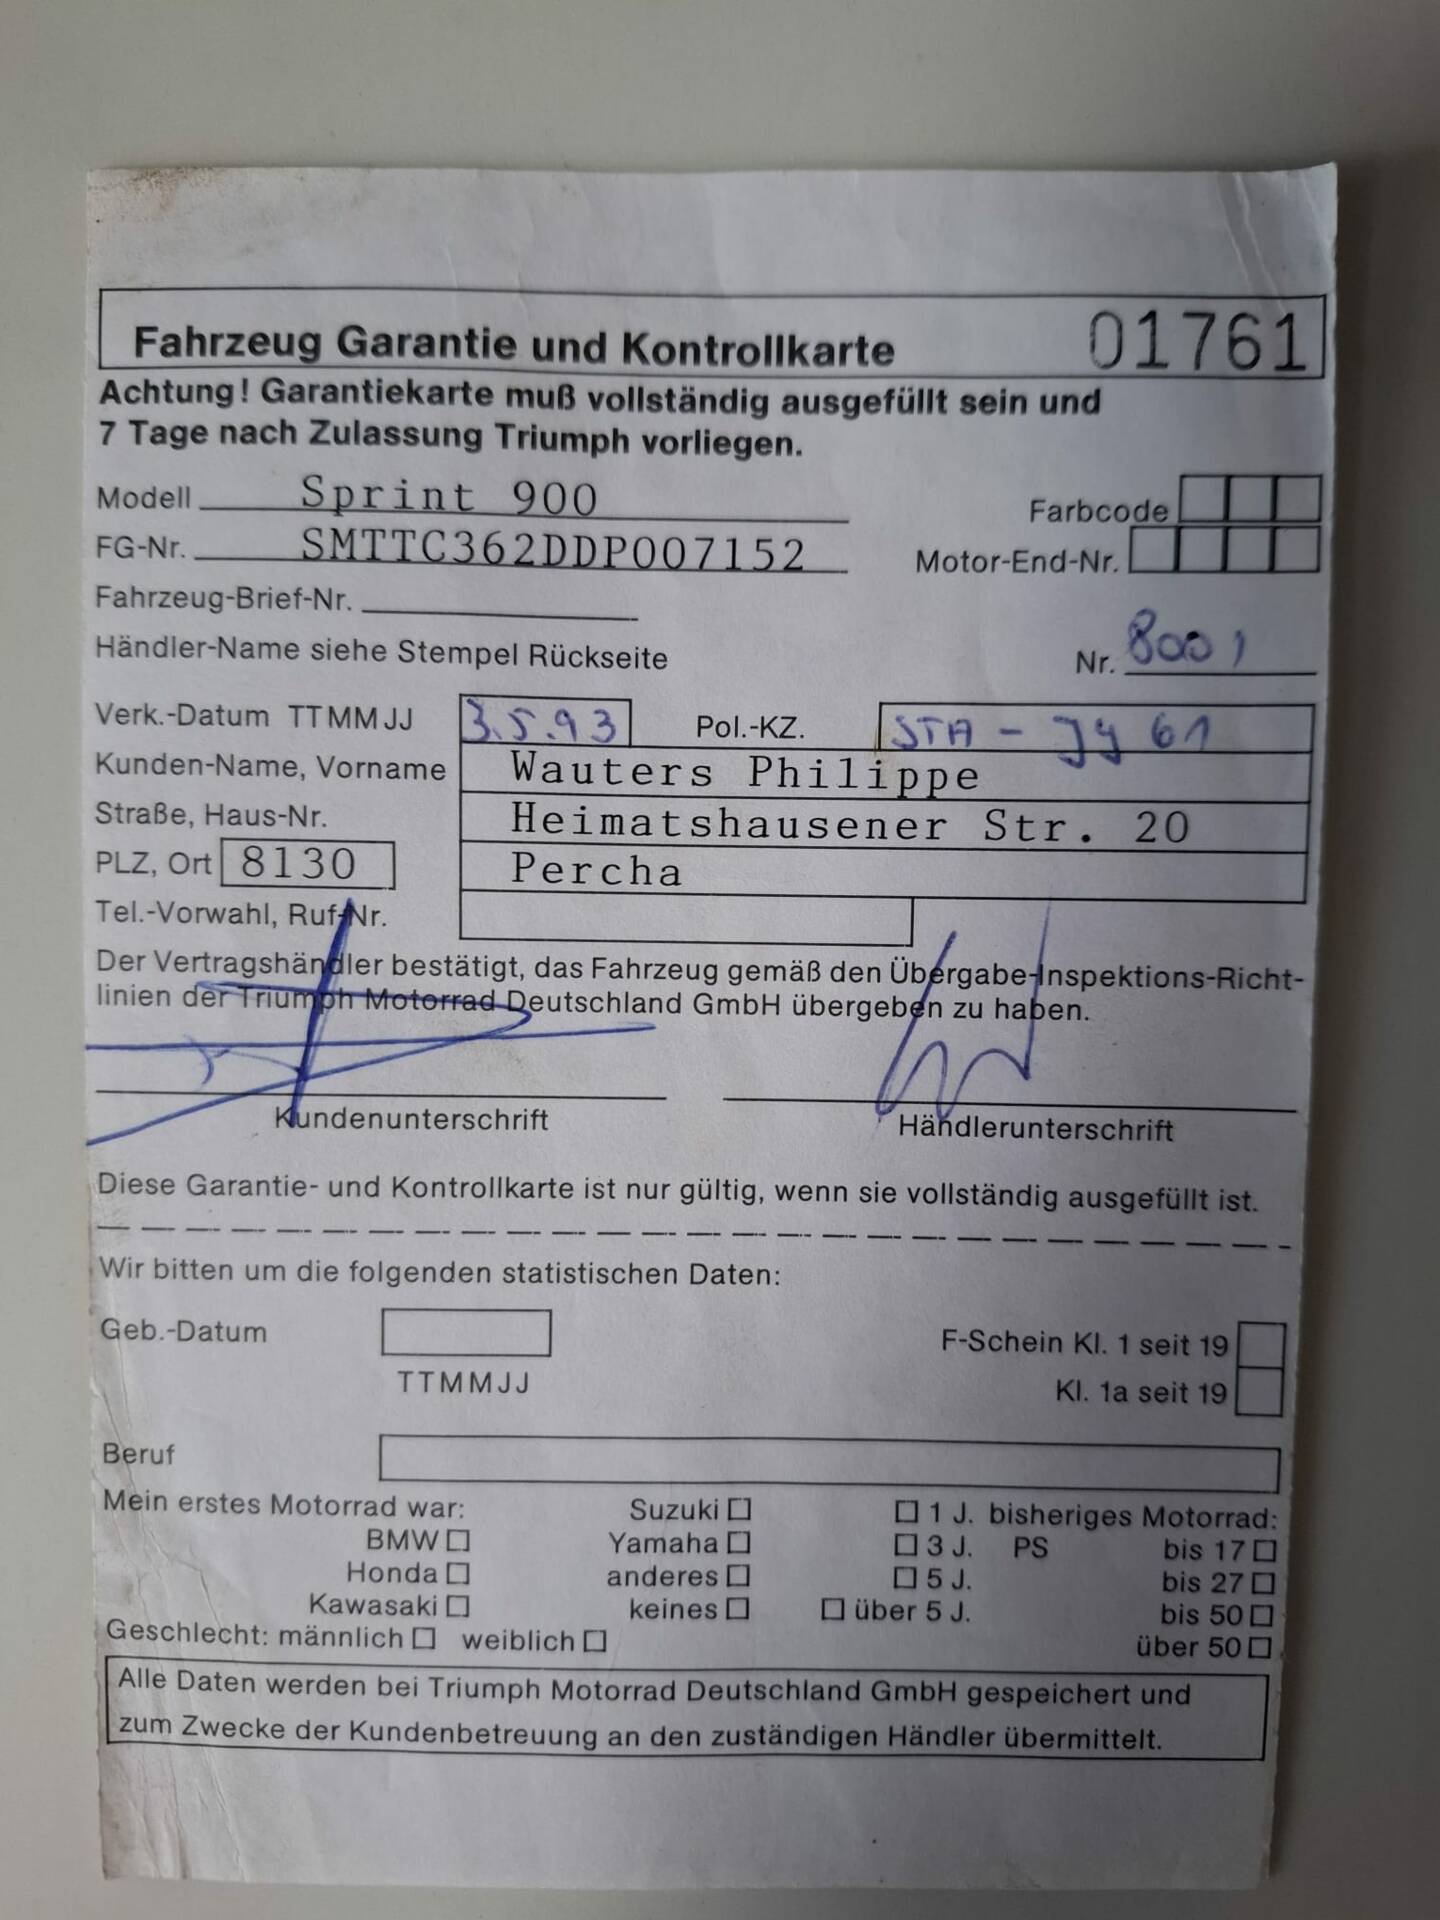 Fahrzeug Garantie und Kontrollkarte 01761
Achtung! Garantiekarte muß vollständig ausgefüllt sein und
7 Tage nach Zulassung Triumph vorliegen.
Modell Sprint 900 Farbcode
FG-Nr. SMTTC362DDP007152 Motor-End-Nr.
Fahrzeug-Brief-Nr.
Händler-Name siehe Stempel Rückseite Nr. 8001
Verk.-Datum TTMMJJ 3.5.93 Pol.-KZ. STA - JY 61
Kunden-Name, Vorname Wauters Philippe
Straße, Haus-Nr. Heimatshausener Str. 20
PLZ, Ort 8130 Percha
Tel.-Vorwahl, Ruf-Nr.
Der Vertragshändler bestätigt, das Fahrzeug gemäß den Übergabe-Inspektions-Richt-
linien der Triumph Motorrad Deutschland GmbH übergeben zu haben.
Kundenunterschrift Händlerunterschrift
Diese Garantie- und Kontrollkarte ist nur gültig, wenn sie vollständig ausgefüllt ist.
Wir bitten um die folgenden statistischen Daten:
Geb.-Datum F-Schein Kl. 1 seit 19
TTMMJJ Kl. 1a seit 19
Beruf
Mein erstes Motorrad war: Suzuki 1 J. bisheriges Motorrad:
BMW Yamaha 3 J. PS bis 17
Honda anderes 5 J. bis 27
Kawasaki keines über 5 J. bis 50
Geschlecht: männlich weiblich über 50
Alle Daten werden bei Triumph Motorrad Deutschland GmbH gespeichert und
zum Zwecke der Kundenbetreuung an den zuständigen Händler übermittelt.